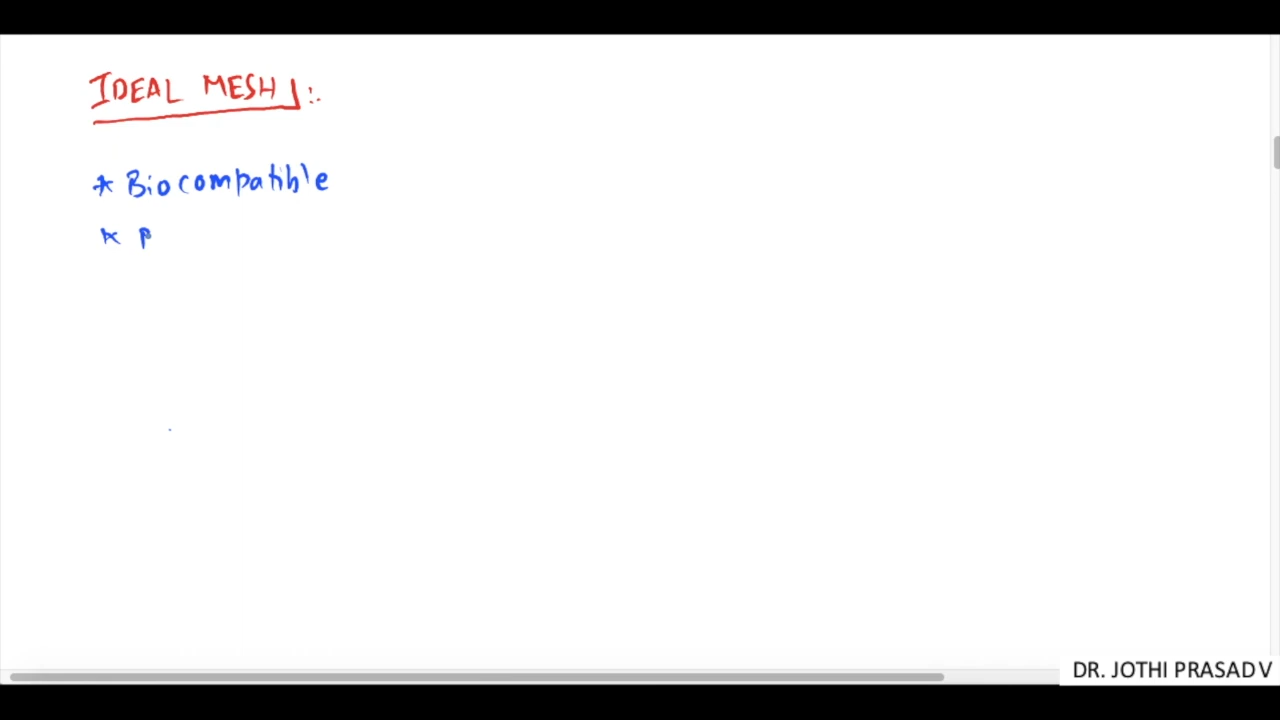 IDEAL MESH :
* Biocompatible
* P
DR. JOTHI PRASAD V